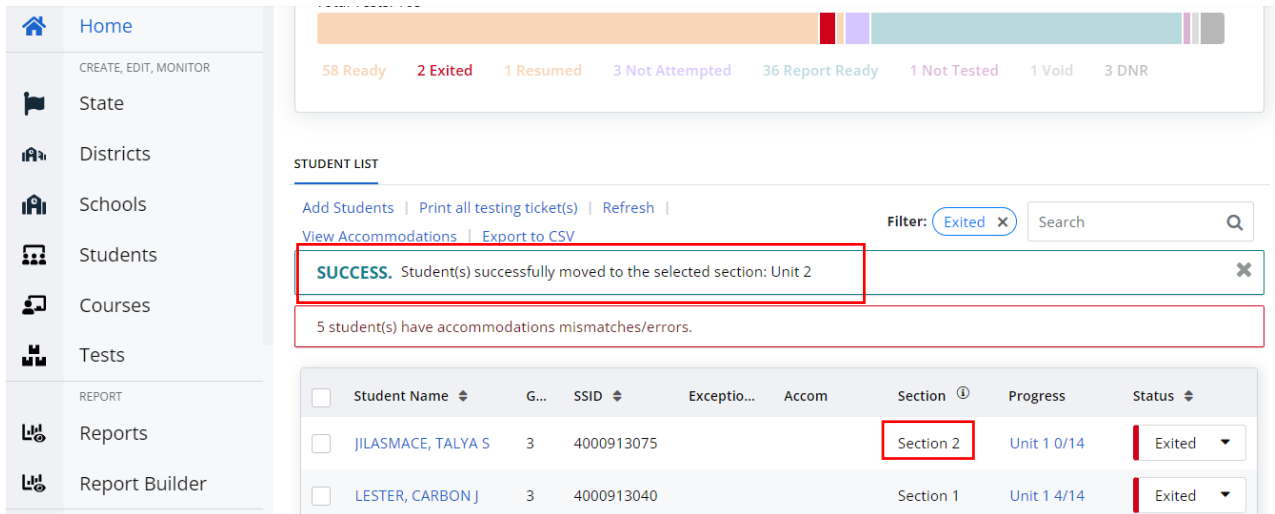 Home
CREATE, EDIT, MONITOR
State
Districts
Schools
Students
Courses
Tests
REPORT
Reports
Report Builder
58 Ready 2 Exited 1 Resumed 3 Not Attempted 36 Report Ready 1 Not Tested 1 Void 3 DNR
STUDENT LIST
Add Students | Print all testing ticket(s) | Refresh |
View Accommodations | Export to CSV
Filter: Exited Search
SUCCESS. Student(s) successfully moved to the selected section: Unit 2
5 student(s) have accommodations mismatches/errors.
Student Name G... SSID Exceptio... Accom Section Progress Status
JILASMACE, TALYA S 3 4000913075 Section 2 Unit 1 0/14 Exited
LESTER, CARBON J 3 4000913040 Section 1 Unit 1 4/14 Exited